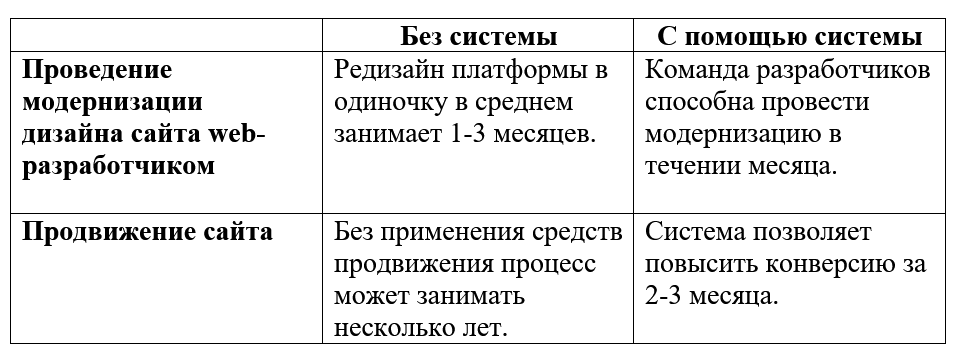 Без системы
С помощью системы
Проведение
модернизации
дизайна сайта web-
разработчиком
Редизайн платформы в
одиночку в среднем
занимает 1-3 месяцев.
Команда разработчиков
способна провести
модернизацию в
течении месяца.
Продвижение сайта
Без применения средств
продвижения процесс
может занимать
несколько лет.
Система позволяет
повысить конверсию за
2-3 месяца.